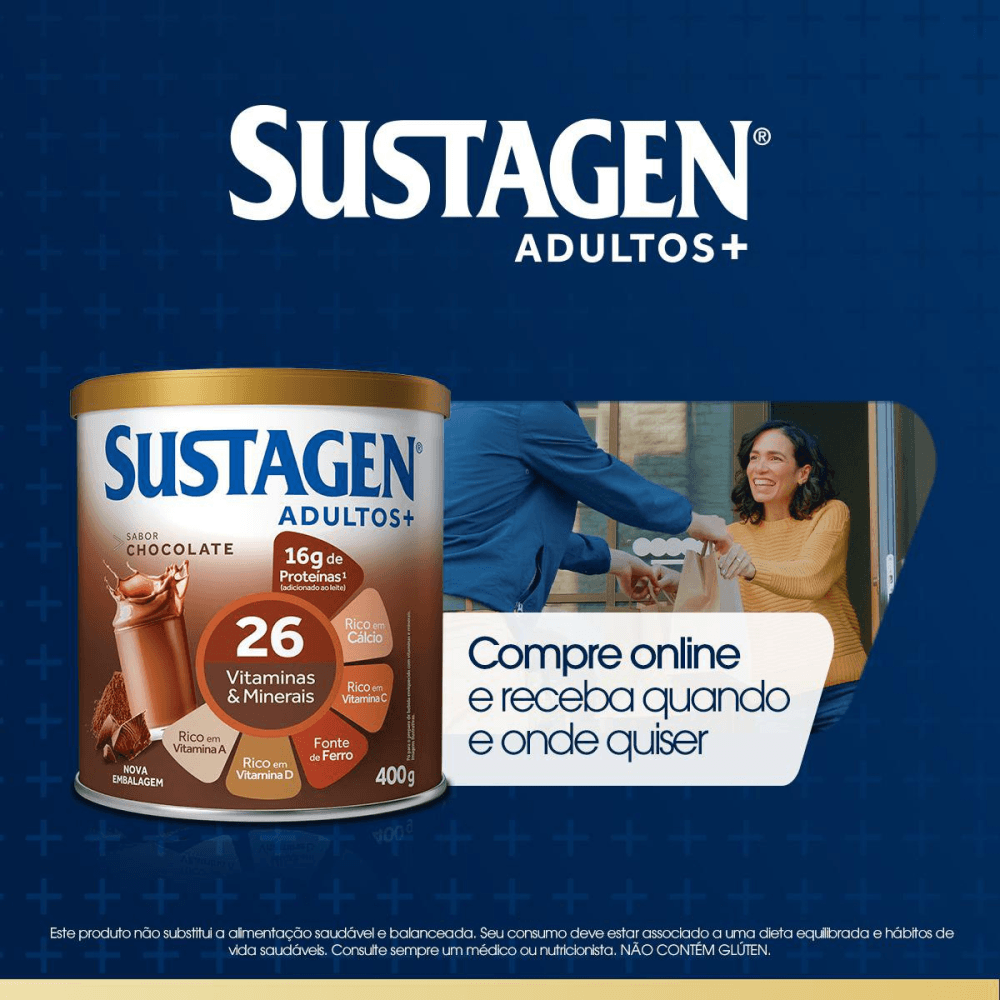 SUSTAGEN®
ADULTOS+
SUSTAGEN®
ADULTOS+
SABOR
CHOCOLATE
16g de
Proteínas¹
(adicionado ao leite)
26
Vitaminas
& Minerais
Rico em
Cálcio
Rico em
Vitamina C
Fonte
de Ferro
Rico em
Vitamina D
Rico em
Vitamina A
NOVA
EMBALAGEM
400g
Compre online
e receba quando
e onde quiser
Este produto não substitui a alimentação saudável e balanceada. Seu consumo deve estar associado a uma dieta equilibrada e hábitos de
vida saudáveis. Consulte sempre um médico ou nutricionista. NÃO CONTÉM GLÚTEN.